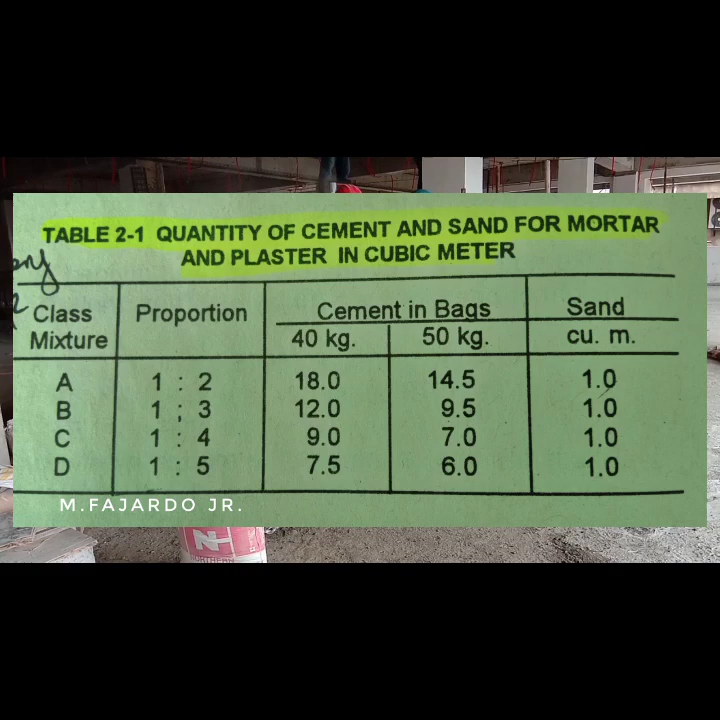 TABLE 2-1 QUANTITY OF CEMENT AND SAND FOR MORTAR
AND PLASTER IN CUBIC METER
Class Mixture Proportion Cement in Bags Sand
40 kg. 50 kg. cu. m.
A 1 : 2 18.0 14.5 1.0
B 1 : 3 12.0 9.5 1.0
C 1 : 4 9.0 7.0 1.0
D 1 : 5 7.5 6.0 1.0
M.FAJARDO JR.
N
NORTHERN